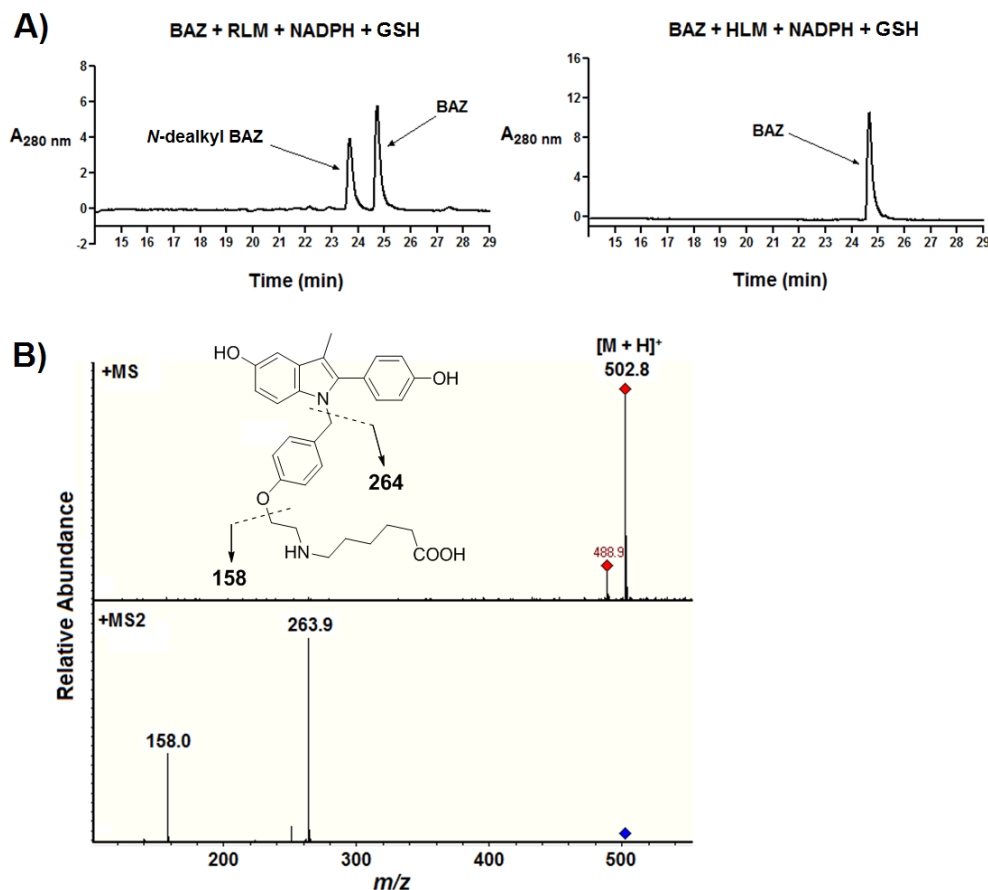 A)
BAZ + RLM + NADPH + GSH
BAZ + HLM + NADPH + GSH
8
6
4
2
0
-2
A280 nm
N-dealkyl BAZ
BAZ
15 16 17 18 19 20 21 22 23 24 25 26 27 28 29
Time (min)
16
12
8
4
0
A280 nm
BAZ
15 16 17 18 19 20 21 22 23 24 25 26 27 28 29
Time (min)
B)
+MS
HO
N
OH
264
O
158
HN
COOH
[M + H]+
502.8
488.9
Relative Abundance
+MS2
263.9
158.0
200 300 400 500
m/z